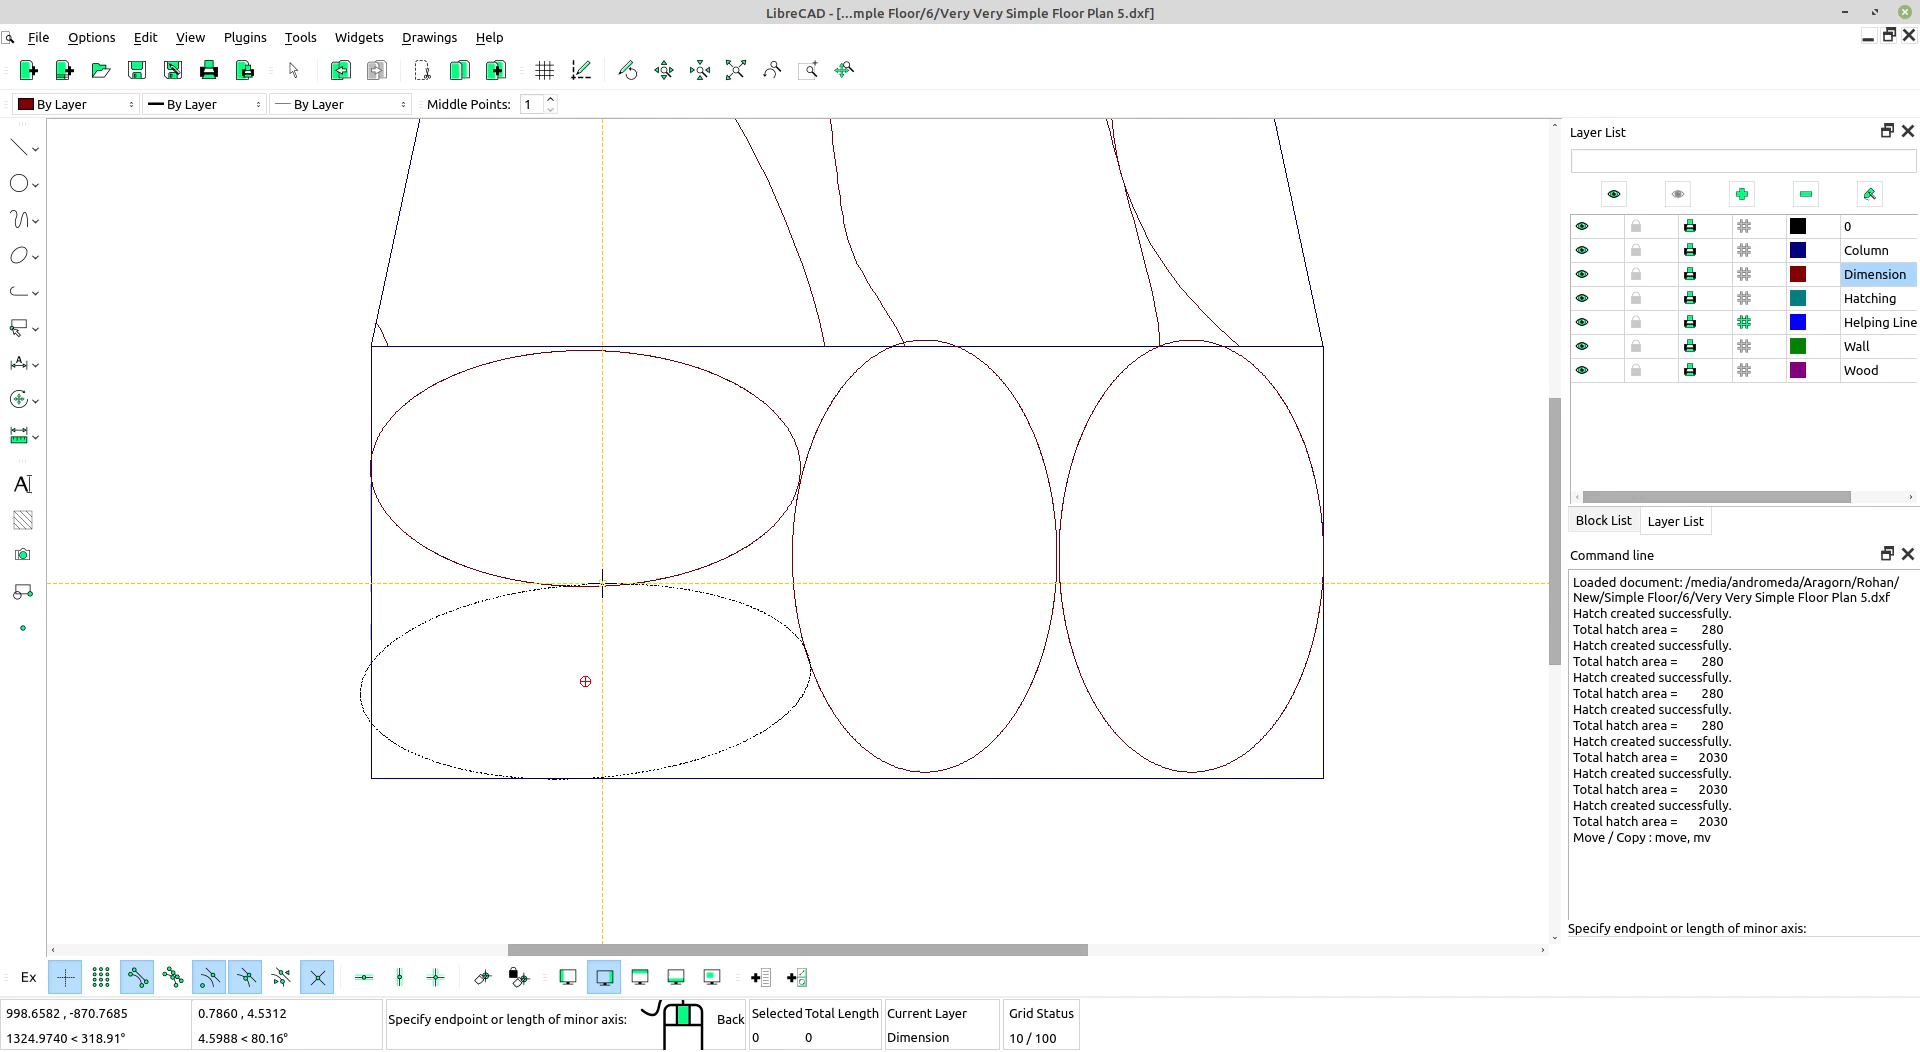 LibreCAD - [...mple Floor/6/Very Very Simple Floor Plan 5.dxf]
File Options Edit View Plugins Tools Widgets Drawings Help
By Layer By Layer By Layer Middle Points: 1
Layer List
0
Column
Dimension
Hatching
Helping Line
Wall
Wood
Block List Layer List
Command line
Loaded document: /media/andromeda/Aragorn/Rohan/
New/Simple Floor/6/Very Very Simple Floor Plan 5.dxf
Hatch created successfully.
Total hatch area = 280
Hatch created successfully.
Total hatch area = 280
Hatch created successfully.
Total hatch area = 280
Hatch created successfully.
Total hatch area = 280
Hatch created successfully.
Total hatch area = 2030
Hatch created successfully.
Total hatch area = 2030
Hatch created successfully.
Total hatch area = 2030
Move / Copy : move, mv
Specify endpoint or length of minor axis:
Ex
998.6582 , -870.7685
1324.9740 < 318.91°
0.7860 , 4.5312
4.5988 < 80.16°
Specify endpoint or length of minor axis:
Back
Selected Total Length
0 0
Current Layer
Dimension
Grid Status
10 / 100